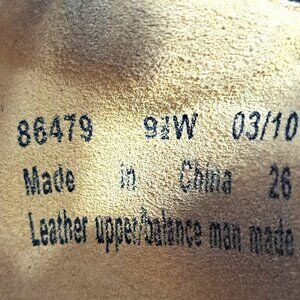 86479 9½W 03/10
Made in China 26
Leather upper/balance man made